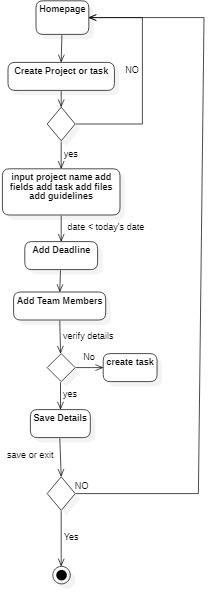 Homepage
NO
Create Project or task
yes
input project name add
fields add task add files
add guidelines
date < today's date
Add Deadline
Add Team Members
verify details
No
create task
yes
Save Details
save or exit
NO
Yes